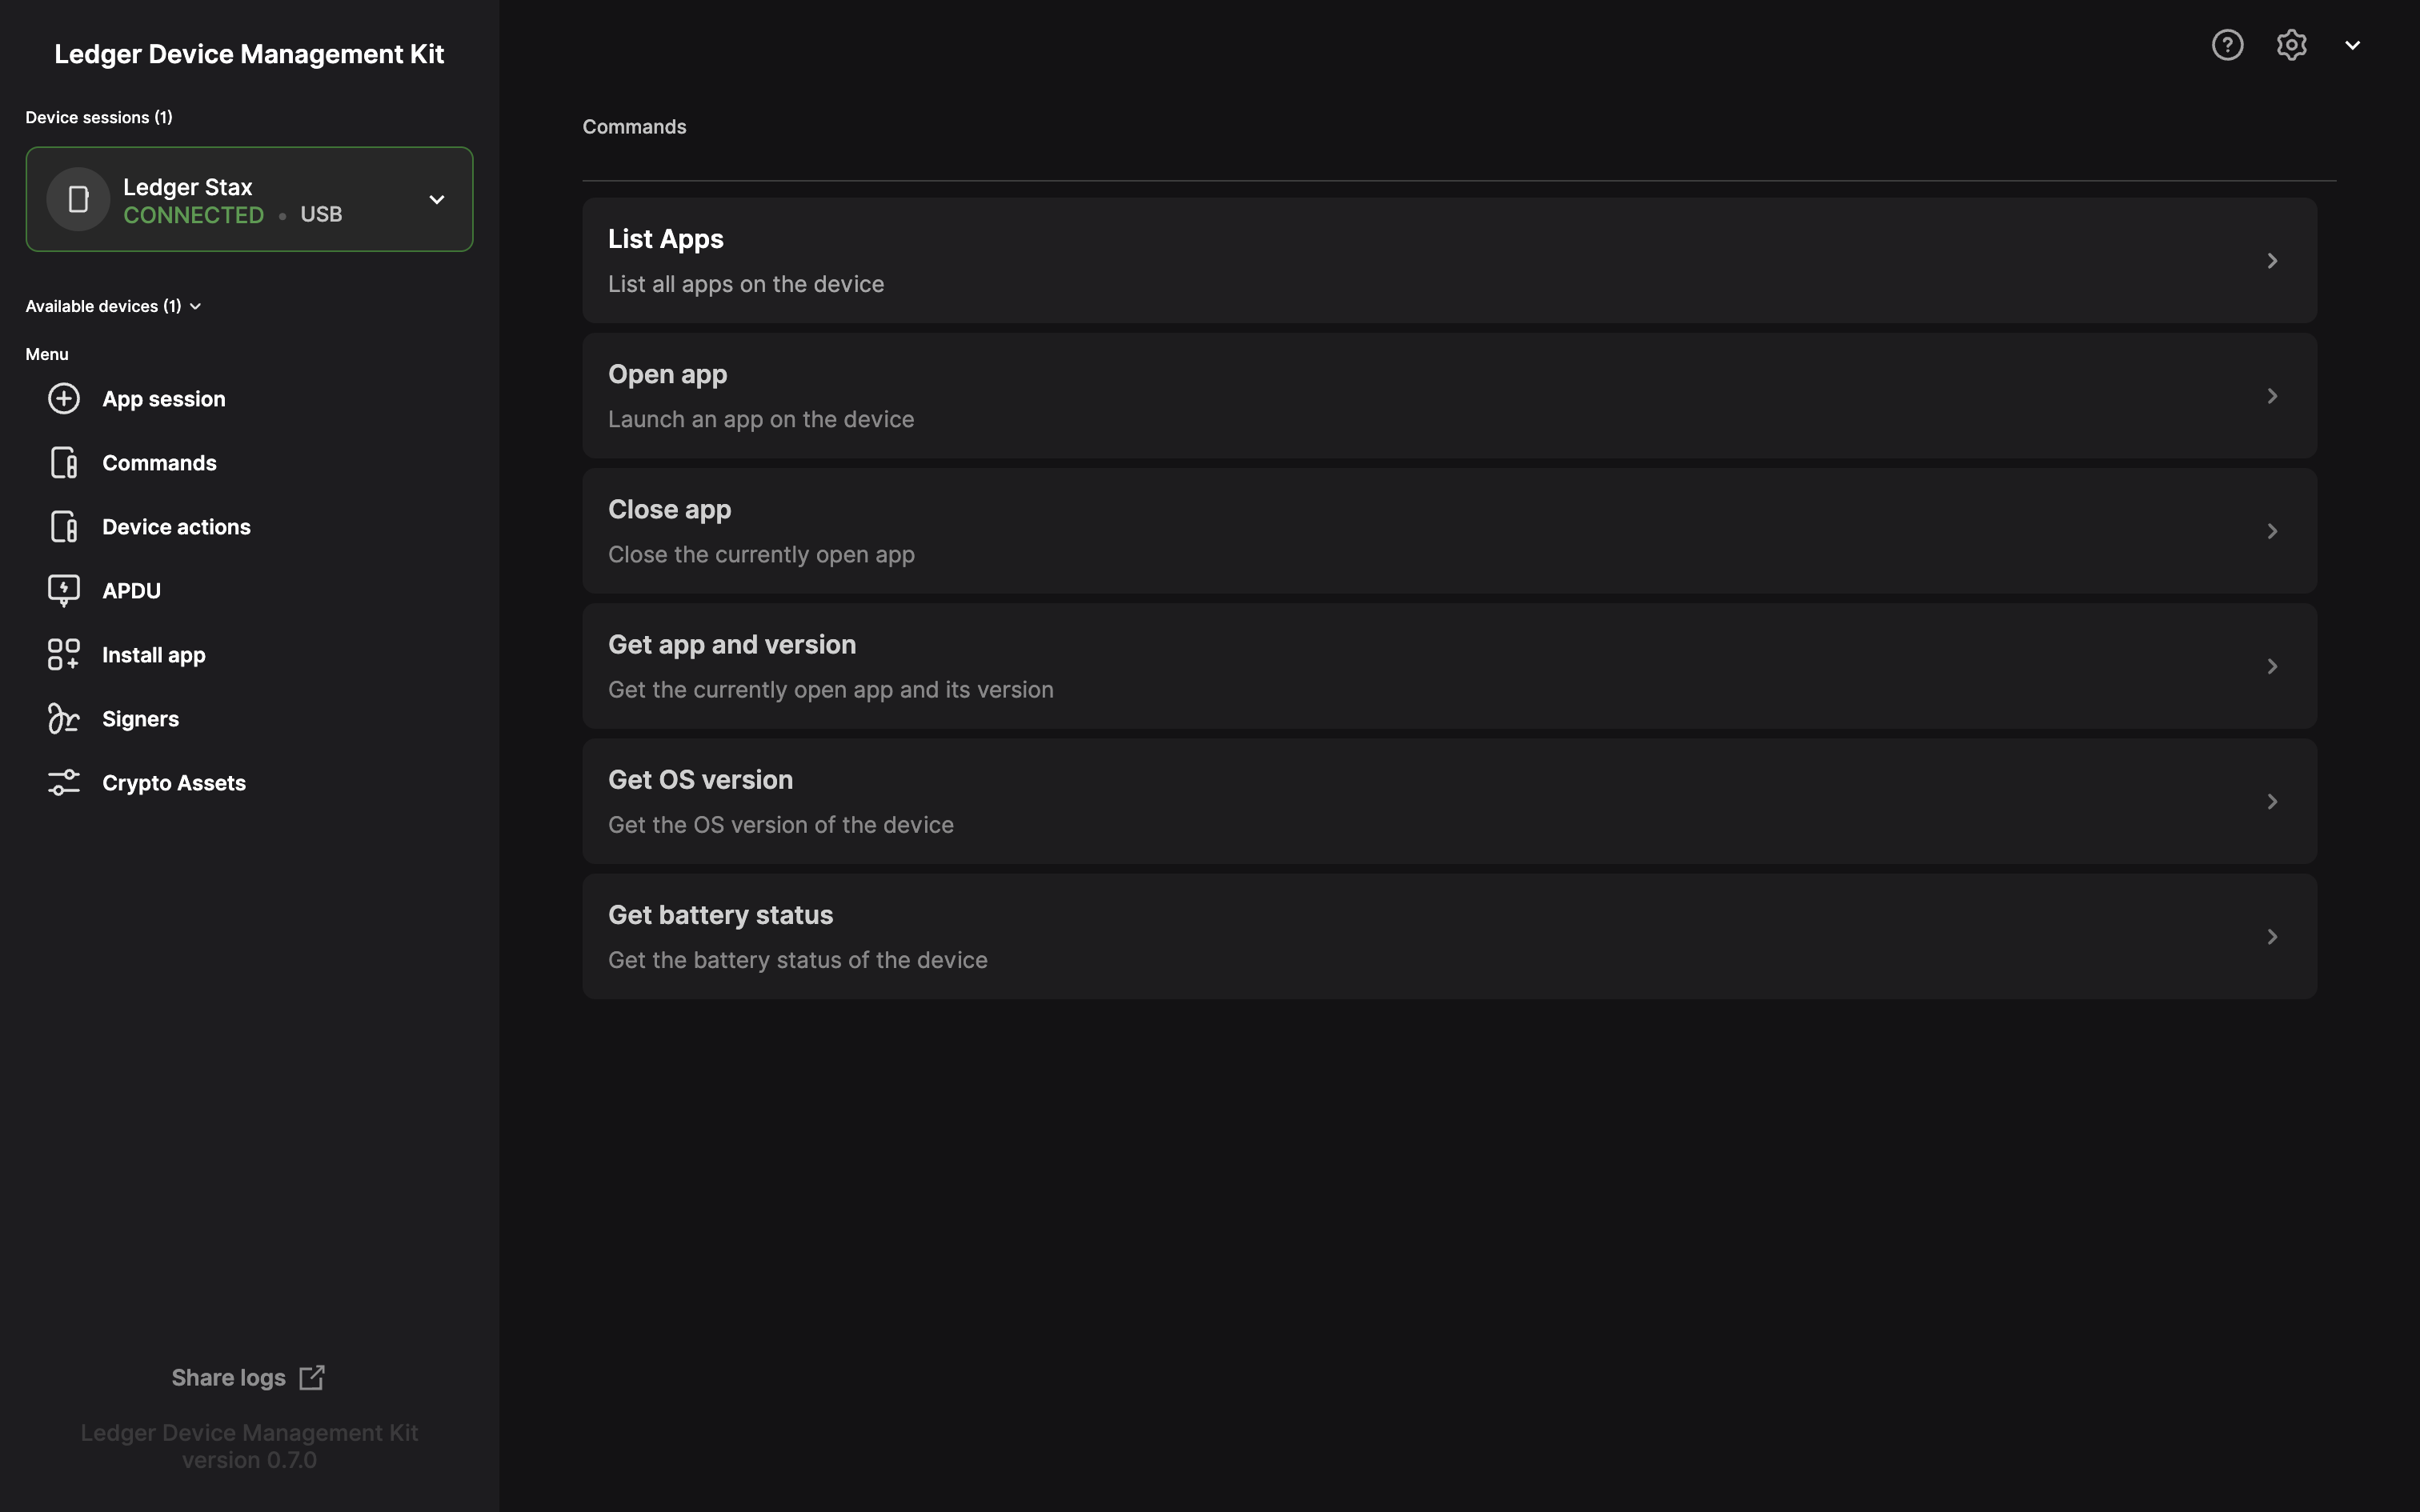 Ledger Device Management Kit
Device sessions (1)
Ledger Stax
CONNECTED • USB
Available devices (1)
Menu
App session
Commands
Device actions
APDU
Install app
Signers
Crypto Assets
Share logs
Ledger Device Management Kit
version 0.7.0
Commands
List Apps
List all apps on the device
Open app
Launch an app on the device
Close app
Close the currently open app
Get app and version
Get the currently open app and its version
Get OS version
Get the OS version of the device
Get battery status
Get the battery status of the device